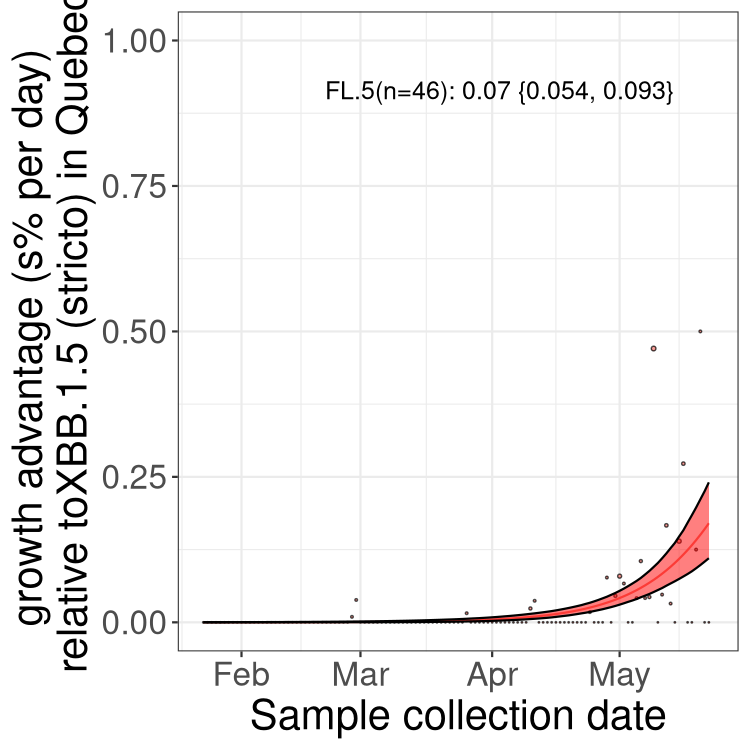 growth advantage (s% per day)
relative toXBB.1.5 (stricto) in Quebec
1.00
0.75
0.50
0.25
0.00
FL.5(n=46): 0.07 {0.054, 0.093}
Feb Mar Apr May
Sample collection date